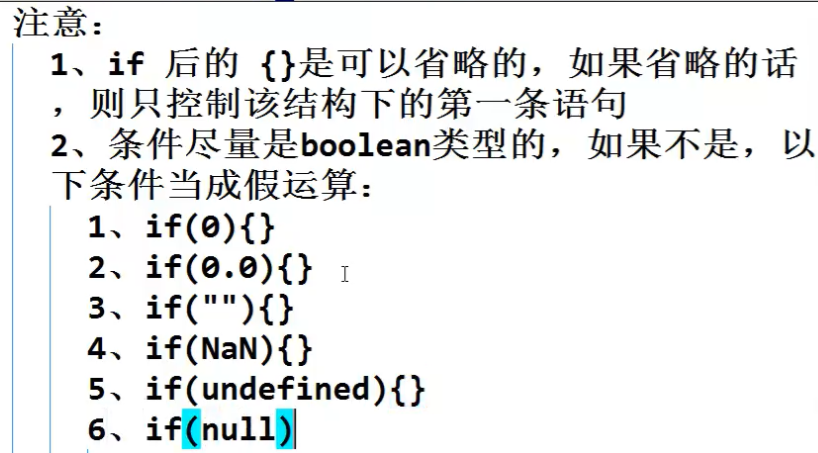 注意：
1、if 后的 {}是可以省略的，如果省略的话
，则只控制该结构下的第一条语句
2、条件尽量是boolean类型的，如果不是，以
下条件当成假运算：
1、if(0){}
2、if(0.0){}
3、if(""){}
4、if(NaN){}
5、if(undefined){}
6、if(null)